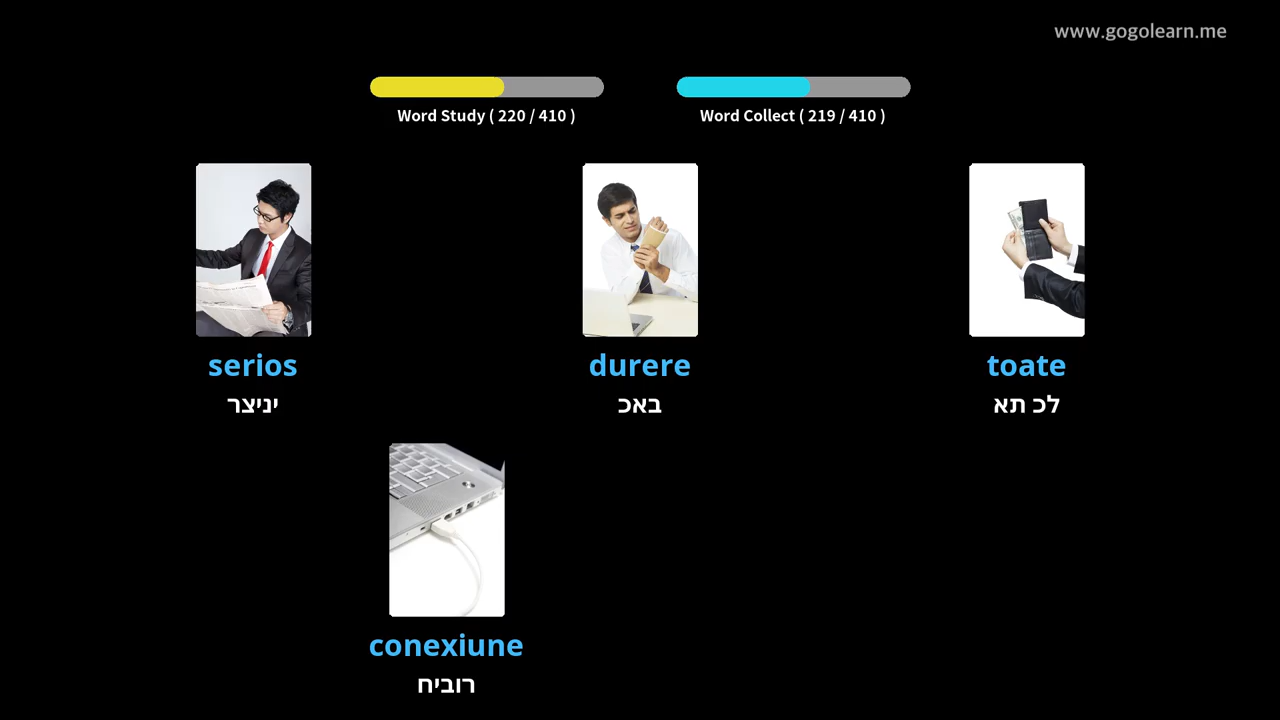 www.gogolearn.me
Word Study ( 220 / 410 )
Word Collect ( 219 / 410 )
serios
יניצר
durere
באכ
toate
לכ תא
conexiune
רוביח